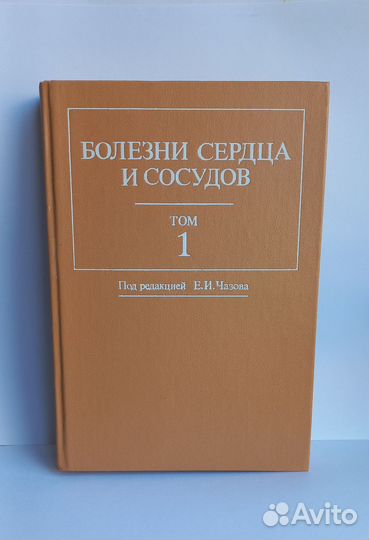 БОЛЕЗНИ СЕРДЦА
И СОСУДОВ
ТОМ
1
Под редакцией Е.И.Чазова
Avito